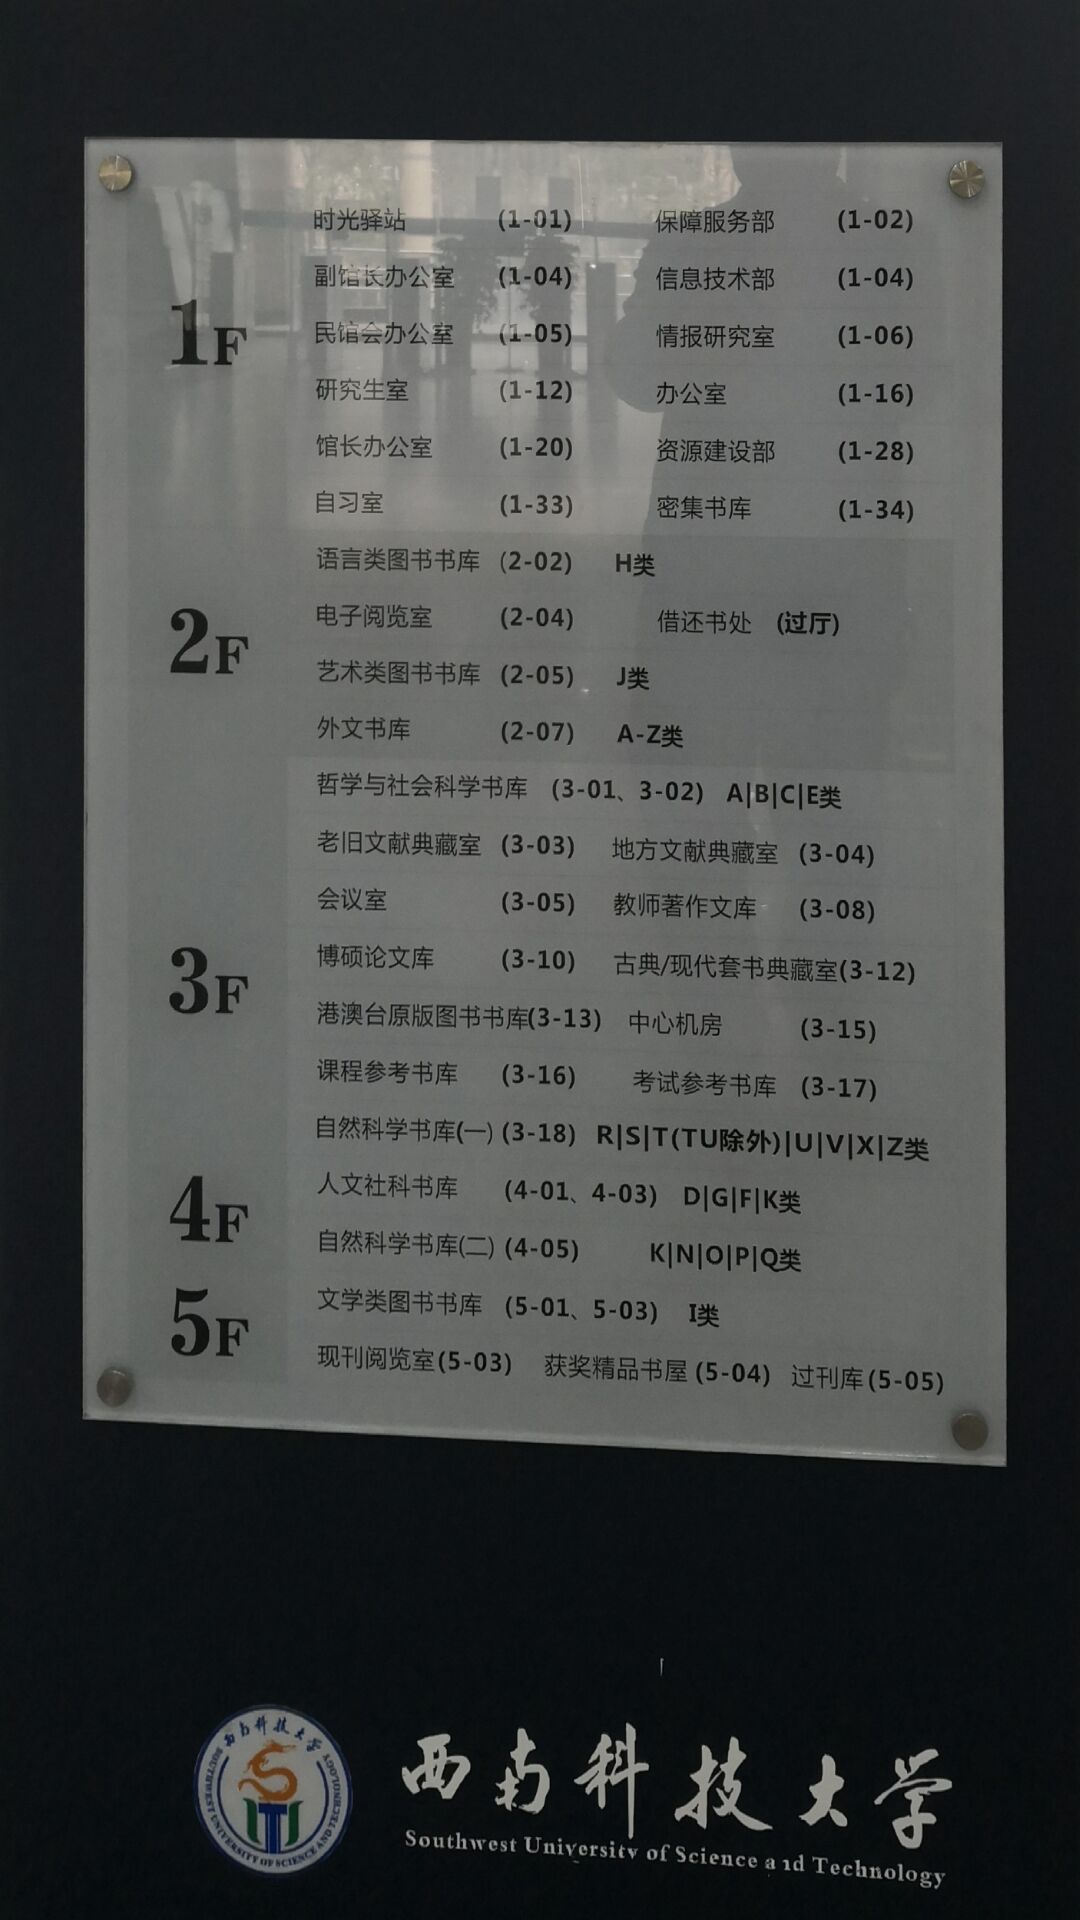 1F
时光驿站 (1-01) 保障服务部 (1-02)
副馆长办公室 (1-04) 信息技术部 (1-04)
民馆会办公室 (1-05) 情报研究室 (1-06)
研究生室 (1-12) 办公室 (1-16)
馆长办公室 (1-20) 资源建设部 (1-28)
自习室 (1-33) 密集书库 (1-34)
2F
语言类图书书库 (2-02) H类
电子阅览室 (2-04) 借还书处 (过厅)
艺术类图书书库 (2-05) J类
外文书库 (2-07) A-Z类
3F
哲学与社会科学书库 (3-01、3-02) A|B|C|E类
老旧文献典藏室 (3-03) 地方文献典藏室 (3-04)
会议室 (3-05) 教师著作文库 (3-08)
博硕论文库 (3-10) 古典/现代套书典藏室(3-12)
港澳台原版图书书库(3-13) 中心机房 (3-15)
课程参考书库 (3-16) 考试参考书库 (3-17)
自然科学书库(一) (3-18) R|S|T(TU除外)|U|V|X|Z类
4F
人文社科书库 (4-01、4-03) D|G|F|K类
自然科学书库(二) (4-05) K|N|O|P|Q类
5F
文学类图书书库 (5-01、5-03) I类
现刊阅览室(5-03) 获奖精品书屋 (5-04) 过刊库(5-05)
西南科技大学
SOUTHWEST UNIVERSITY OF SCIENCE AND TECHNOLOGY
西南科技大学
Southwest University of Science and Technology